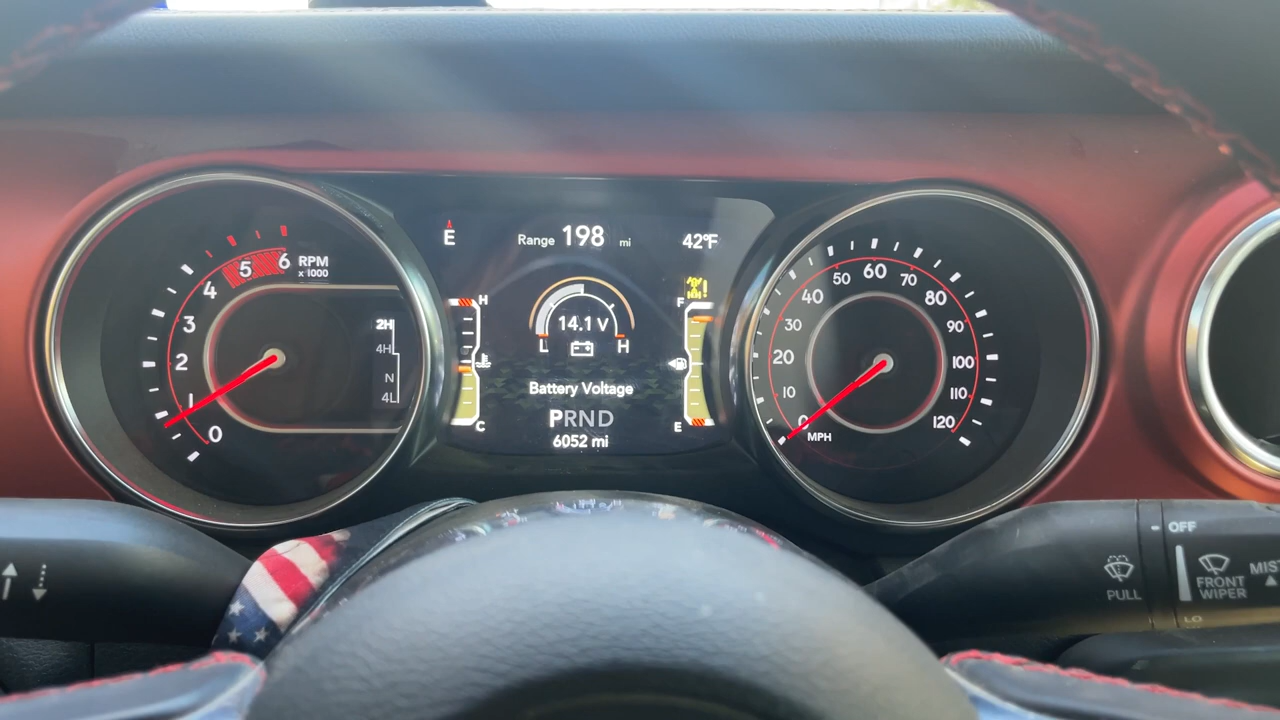 E
Range 198 mi
42°F
6
5
4
3
2
1
0
RPM
x 1000
2H
4H
N
4L
H
C
14.1 V
L H
Battery Voltage
PRND
6052 mi
F
E
0
10
20
30
40
50
60
70
80
90
100
110
120
MPH
PULL
OFF
FRONT
WIPER
MIST
LO